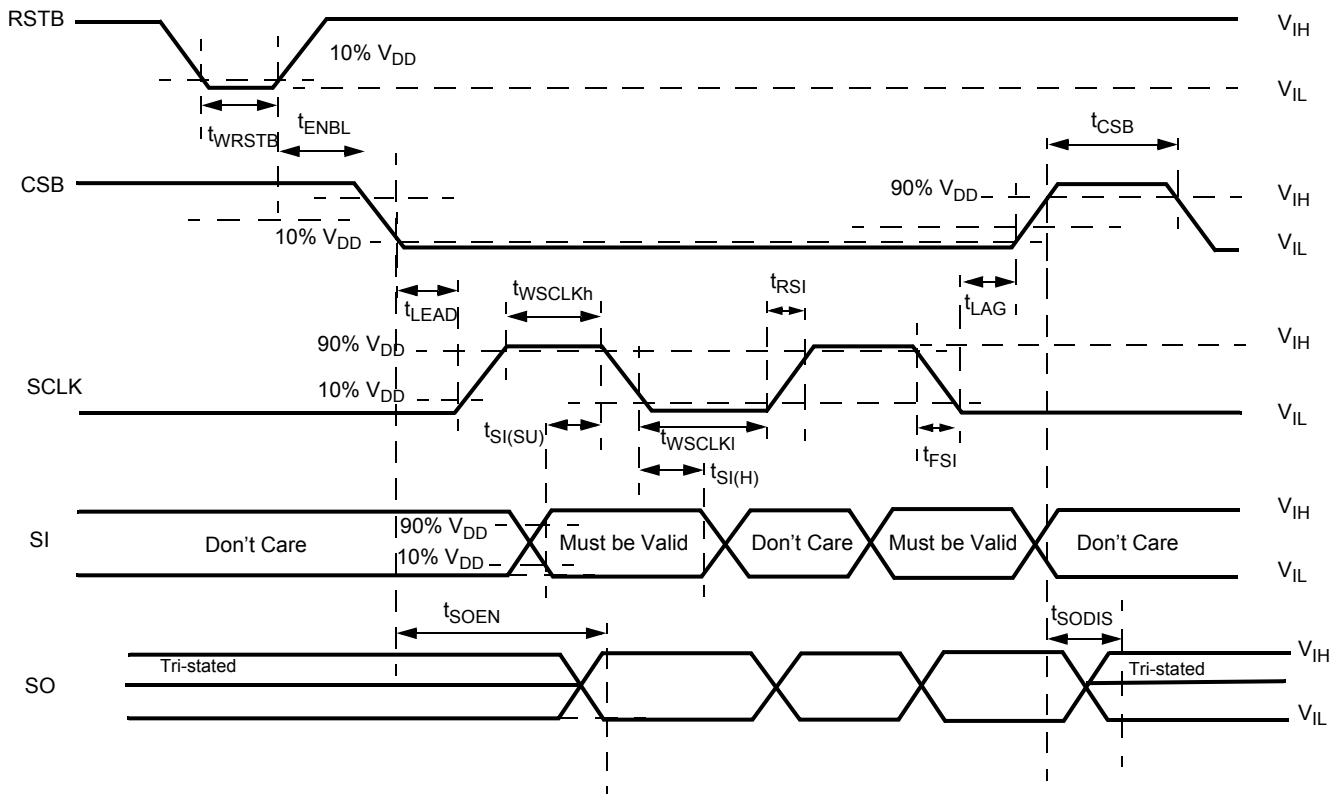 RSTB
V_IH
10% V_DD
V_IL
t_WRSTB
t_ENBL
t_CSB
CSB
90% V_DD
V_IH
10% V_DD
V_IL
t_LEAD
t_WSCLKh
t_RSI
t_LAG
90% V_DD
V_IH
SCLK
10% V_DD
V_IL
t_SI(SU)
t_WSCLKl
t_FSI
t_SI(H)
SI
90% V_DD
V_IH
Don't Care
Must be Valid
Don't Care
Must be Valid
Don't Care
10% V_DD
V_IL
t_SOEN
t_SODIS
SO
Tri-stated
Tri-stated
V_IH
V_IL